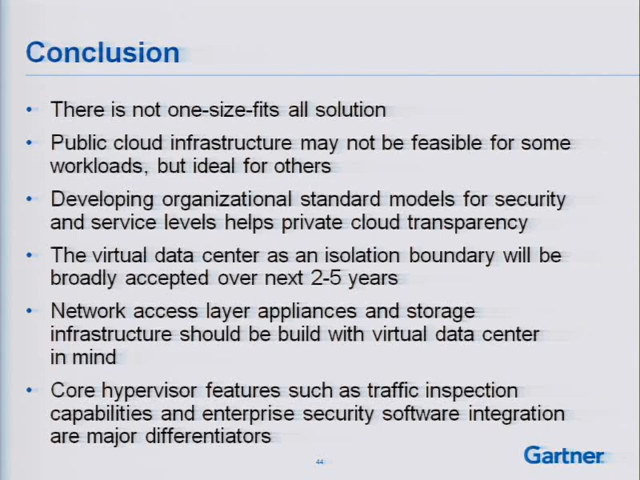 Conclusion
• There is not one-size-fits all solution
• Public cloud infrastructure may not be feasible for some
workloads, but ideal for others
• Developing organizational standard models for security
and service levels helps private cloud transparency
• The virtual data center as an isolation boundary will be
broadly accepted over next 2-5 years
• Network access layer appliances and storage
infrastructure should be build with virtual data center
in mind
• Core hypervisor features such as traffic inspection
capabilities and enterprise security software integration
are major differentiators
44
Gartner